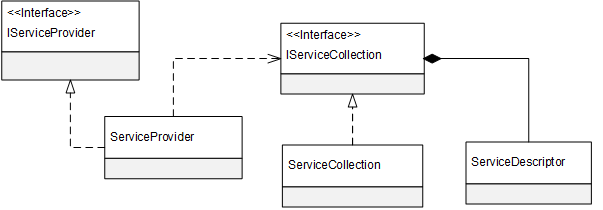 <<Interface>>
IServiceProvider
<<Interface>>
IServiceCollection
ServiceProvider
ServiceCollection
ServiceDescriptor